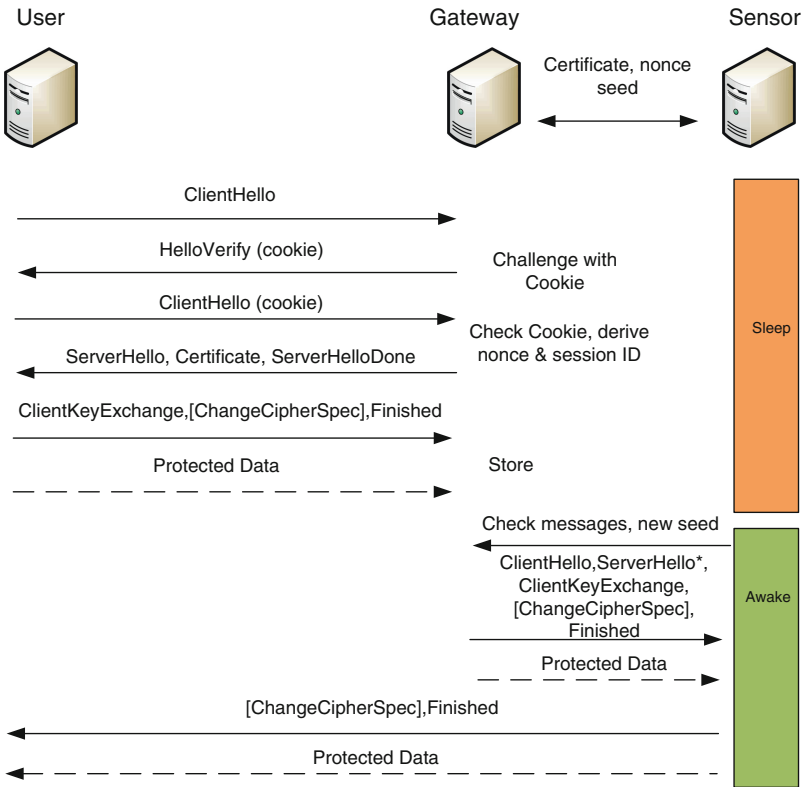 User
Gateway
Sensor
Certificate, nonce
seed
ClientHello
HelloVerify (cookie)
Challenge with
Cookie
ClientHello (cookie)
Check Cookie, derive
nonce & session ID
ServerHello, Certificate, ServerHelloDone
Sleep
ClientKeyExchange,[ChangeCipherSpec],Finished
Protected Data
Store
Check messages, new seed
ClientHello,ServerHello*,
ClientKeyExchange,
[ChangeCipherSpec],
Finished
Awake
Protected Data
[ChangeCipherSpec],Finished
Protected Data